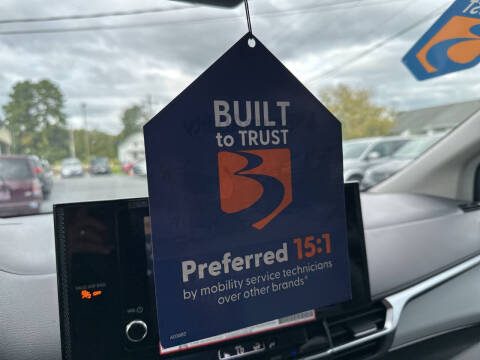 BUILT
to TRUST
Preferred 15:1
by mobility service technicians
over other brands*